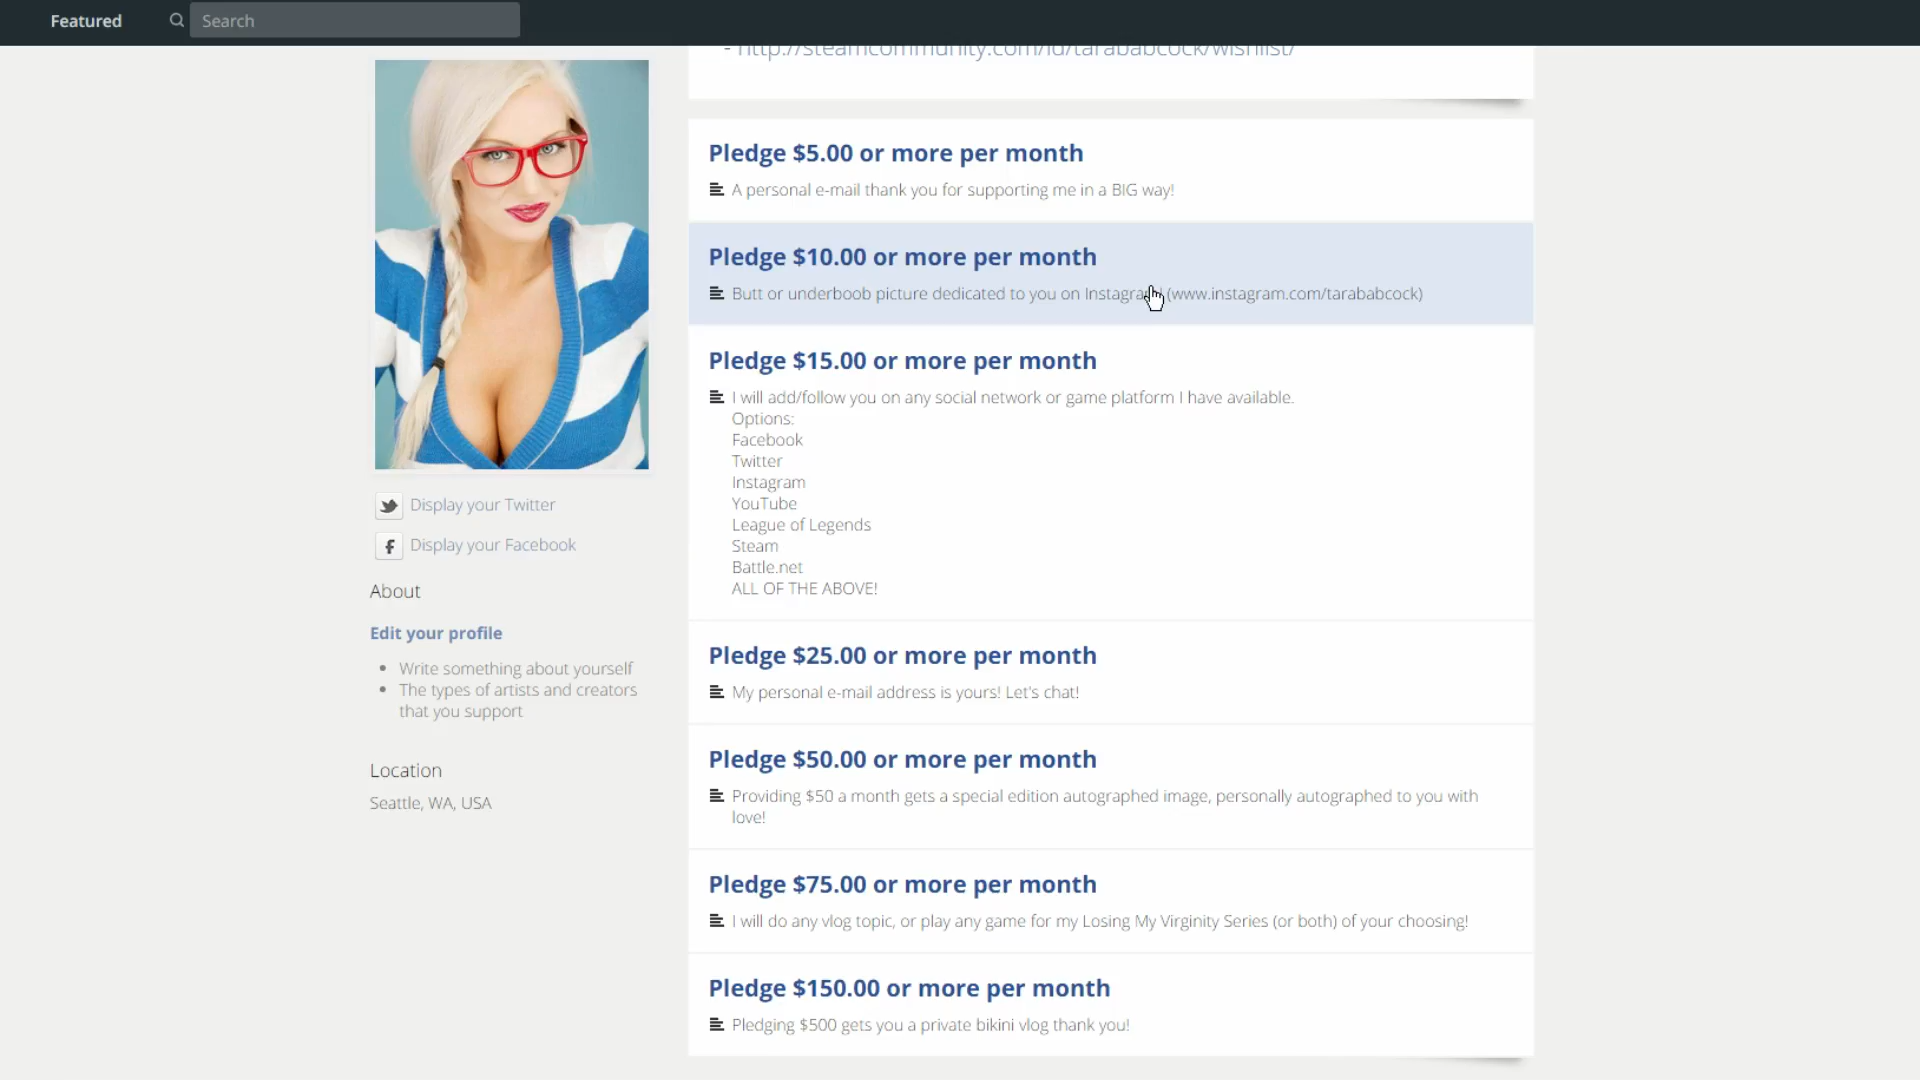 Featured
Search
- http://steamcommunity.com/id/tarababcock/wishlist/
Pledge $5.00 or more per month
A personal e-mail thank you for supporting me in a BIG way!
Pledge $10.00 or more per month
Butt or underboob picture dedicated to you on Instagram! (www.instagram.com/tarababcock)
Pledge $15.00 or more per month
I will add/follow you on any social network or game platform I have available.
Options:
Facebook
Twitter
Instagram
YouTube
League of Legends
Steam
Battle.net
ALL OF THE ABOVE!
Pledge $25.00 or more per month
My personal e-mail address is yours! Let's chat!
Pledge $50.00 or more per month
Providing $50 a month gets a special edition autographed image, personally autographed to you with
love!
Pledge $75.00 or more per month
I will do any vlog topic, or play any game for my Losing My Virginity Series (or both) of your choosing!
Pledge $150.00 or more per month
Pledging $500 gets you a private bikini vlog thank you!
Display your Twitter
Display your Facebook
About
Edit your profile
Write something about yourself
The types of artists and creators
that you support
Location
Seattle, WA, USA